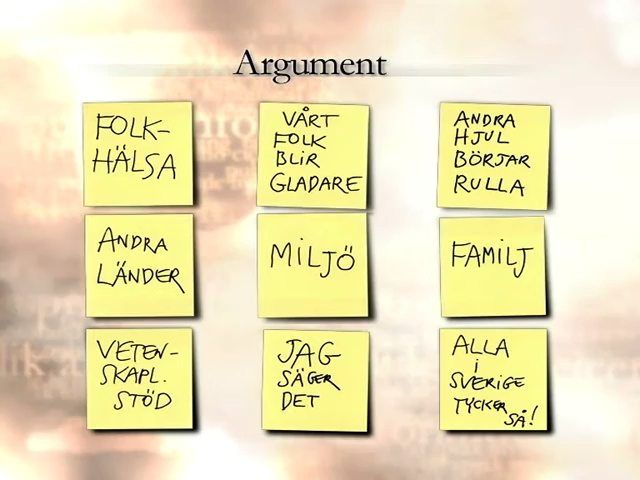 Argument
FOLK-
HÄLSA
VÅRT
FOLK
BLIR
GLADARE
ANDRA
HJUL
BÖRJAR
RULLA
ANDRA
LÄNDER
MILJÖ
FAMILJ
VETEN-
SKAPL.
STÖD
JAG
SÄGER
DET
ALLA
i
SVERIGE
TYCKER
SÅ!